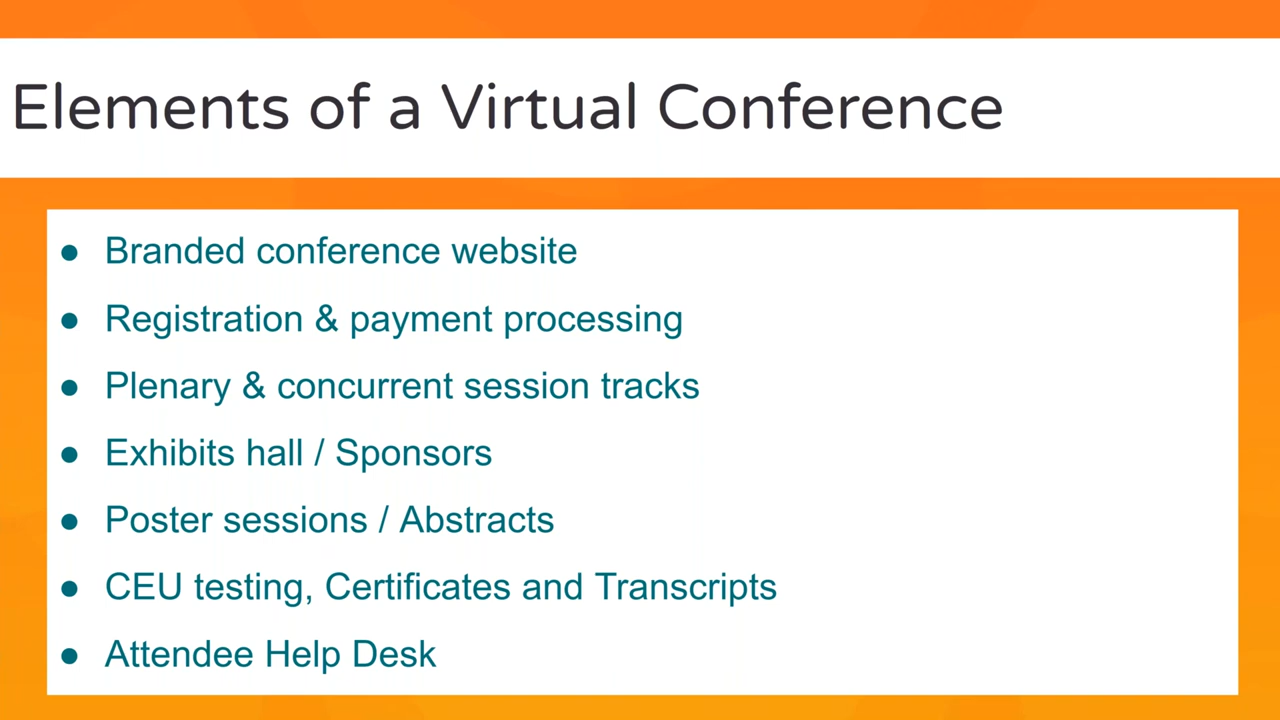 Elements of a Virtual Conference
● Branded conference website
● Registration & payment processing
● Plenary & concurrent session tracks
● Exhibits hall / Sponsors
● Poster sessions / Abstracts
● CEU testing, Certificates and Transcripts
● Attendee Help Desk